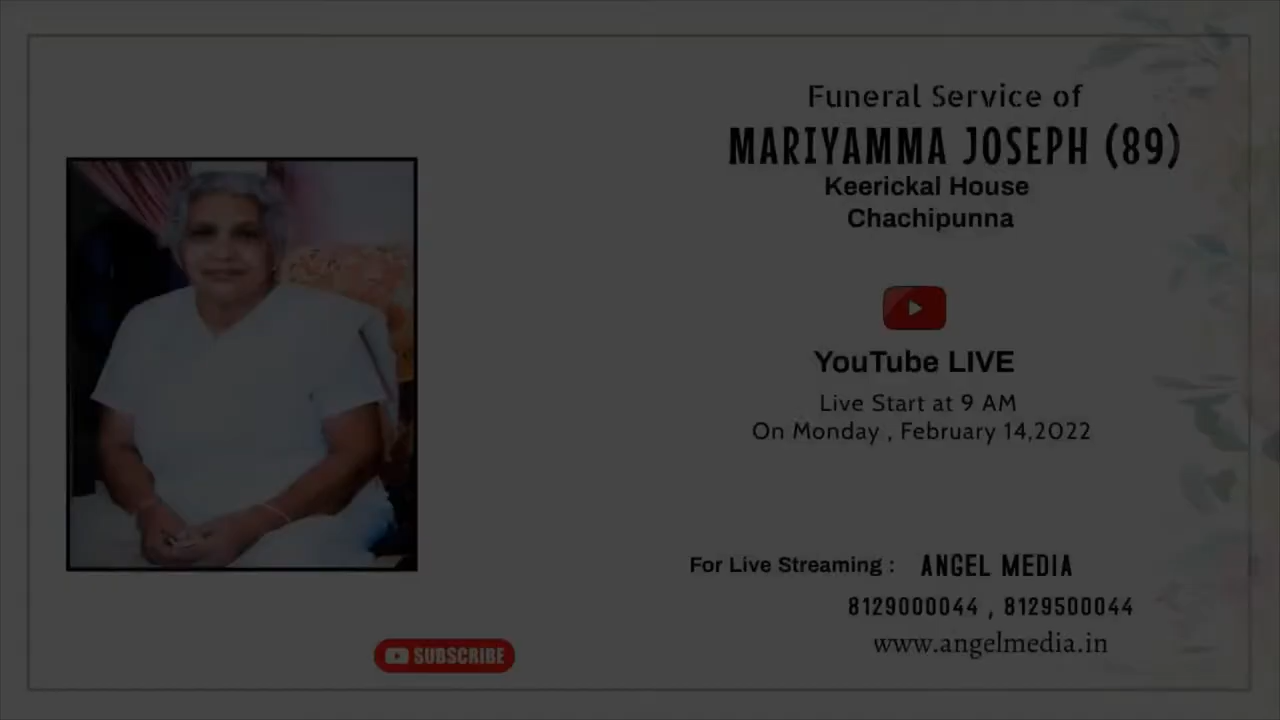 Funeral Service of
MARIYAMMA JOSEPH (89)
Keerickal House
Chachipunna
YouTube LIVE
Live Start at 9 AM
On Monday , February 14,2022
For Live Streaming : ANGEL MEDIA
8129000044 , 8129500044
www.angelmedia.in
SUBSCRIBE